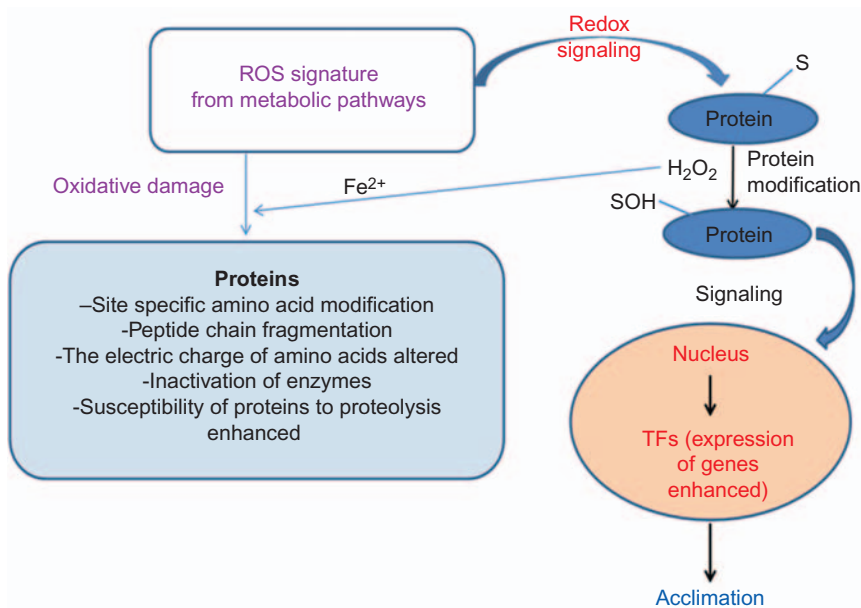 ROS signature
from metabolic pathways
Redox
signaling
S
Protein
H₂O₂
Protein
modification
Oxidative damage
Fe²⁺
SOH
Protein
Signaling
Proteins
–Site specific amino acid modification
-Peptide chain fragmentation
-The electric charge of amino acids altered
-Inactivation of enzymes
-Susceptibility of proteins to proteolysis
enhanced
Nucleus
TFs (expression
of genes
enhanced)
Acclimation